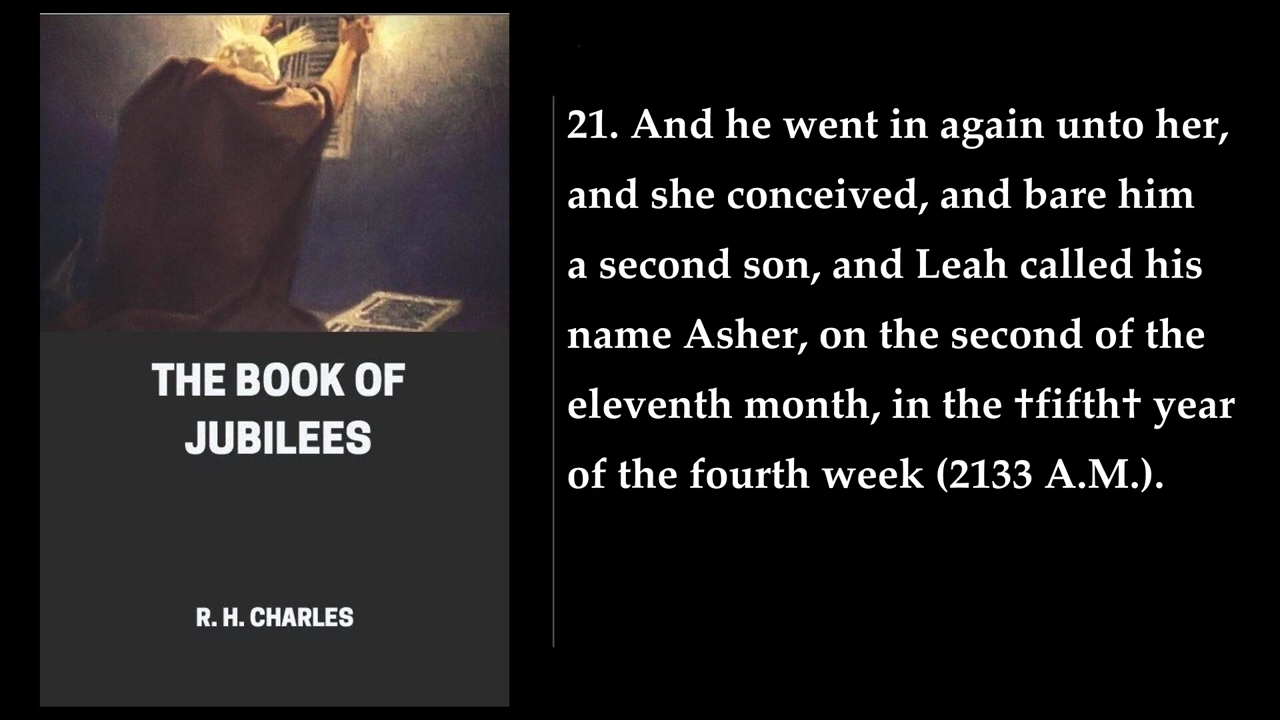 THE BOOK OF
JUBILEES
R. H. CHARLES
21. And he went in again unto her,
and she conceived, and bare him
a second son, and Leah called his
name Asher, on the second of the
eleventh month, in the †fifth† year
of the fourth week (2133 A.M.).